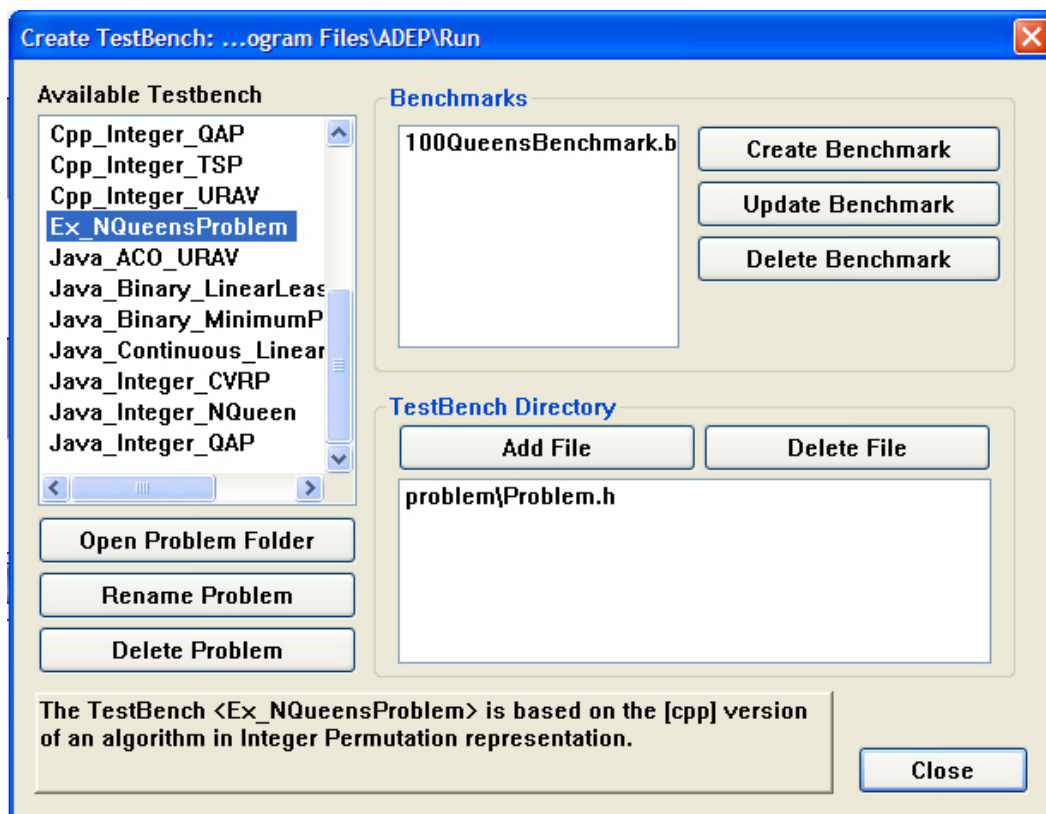 Create TestBench: ...ogram Files\ADEP\Run
Available Testbench
Cpp_Integer_QAP
Cpp_Integer_TSP
Cpp_Integer_URAV
Ex_NQueensProblem
Java_ACO_URAV
Java_Binary_LinearLeas
Java_Binary_MinimumP
Java_Continuous_Linear
Java_Integer_CVRP
Java_Integer_NQueen
Java_Integer_QAP
Open Problem Folder
Rename Problem
Delete Problem
Benchmarks
100QueensBenchmark.b
Create Benchmark
Update Benchmark
Delete Benchmark
TestBench Directory
Add File
Delete File
problem\Problem.h
The TestBench <Ex_NQueensProblem> is based on the [cpp] version
of an algorithm in Integer Permutation representation.
Close